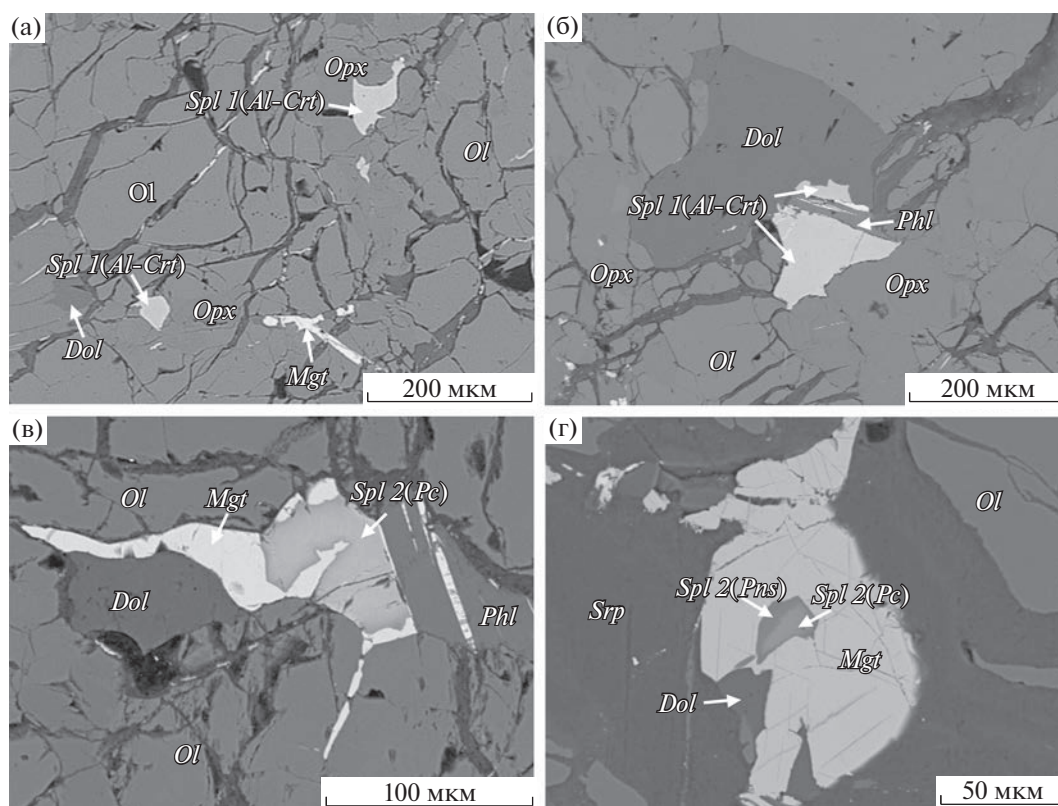 (а)
Opx
Spl 1(Al-Crt)
Ol
Ol
Spl 1(Al-Crt)
Opx
Dol
Mgt
200 мкм
(б)
Dol
Spl 1(Al-Crt)
Phl
Opx
Opx
Ol
200 мкм
(в)
Ol
Mgt
Spl 2(Pc)
Dol
Phl
Ol
100 мкм
(г)
Ol
Spl 2(Pns)
Spl 2(Pc)
Srp
Mgt
Dol
50 мкм